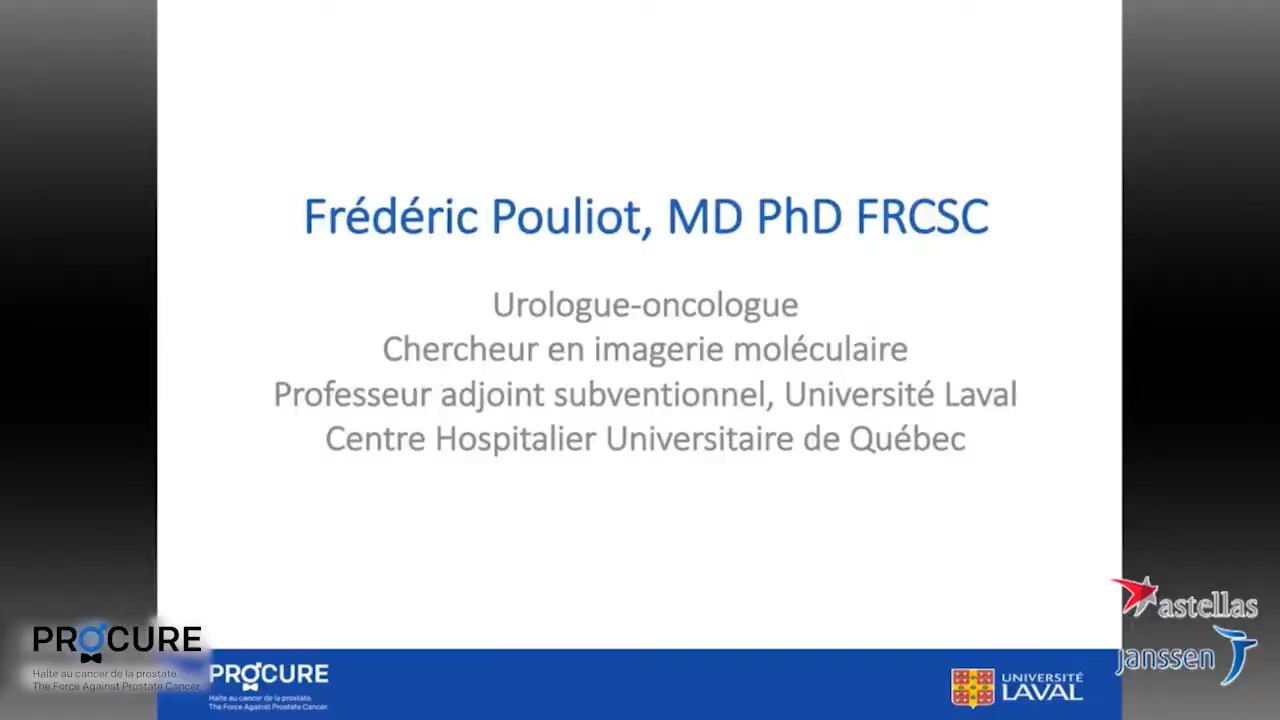 Frédéric Pouliot, MD PhD FRCSC
Urologue-oncologue
Chercheur en imagerie moléculaire
Professeur adjoint subventionnel, Université Laval
Centre Hospitalier Universitaire de Québec
astellas
janssen
PROCURE
Halte au cancer de la prostate.
The Force Against Prostate Cancer.
PROCURE
Halte au cancer de la prostate.
The Force Against Prostate Cancer.
UNIVERSITÉ
LAVAL